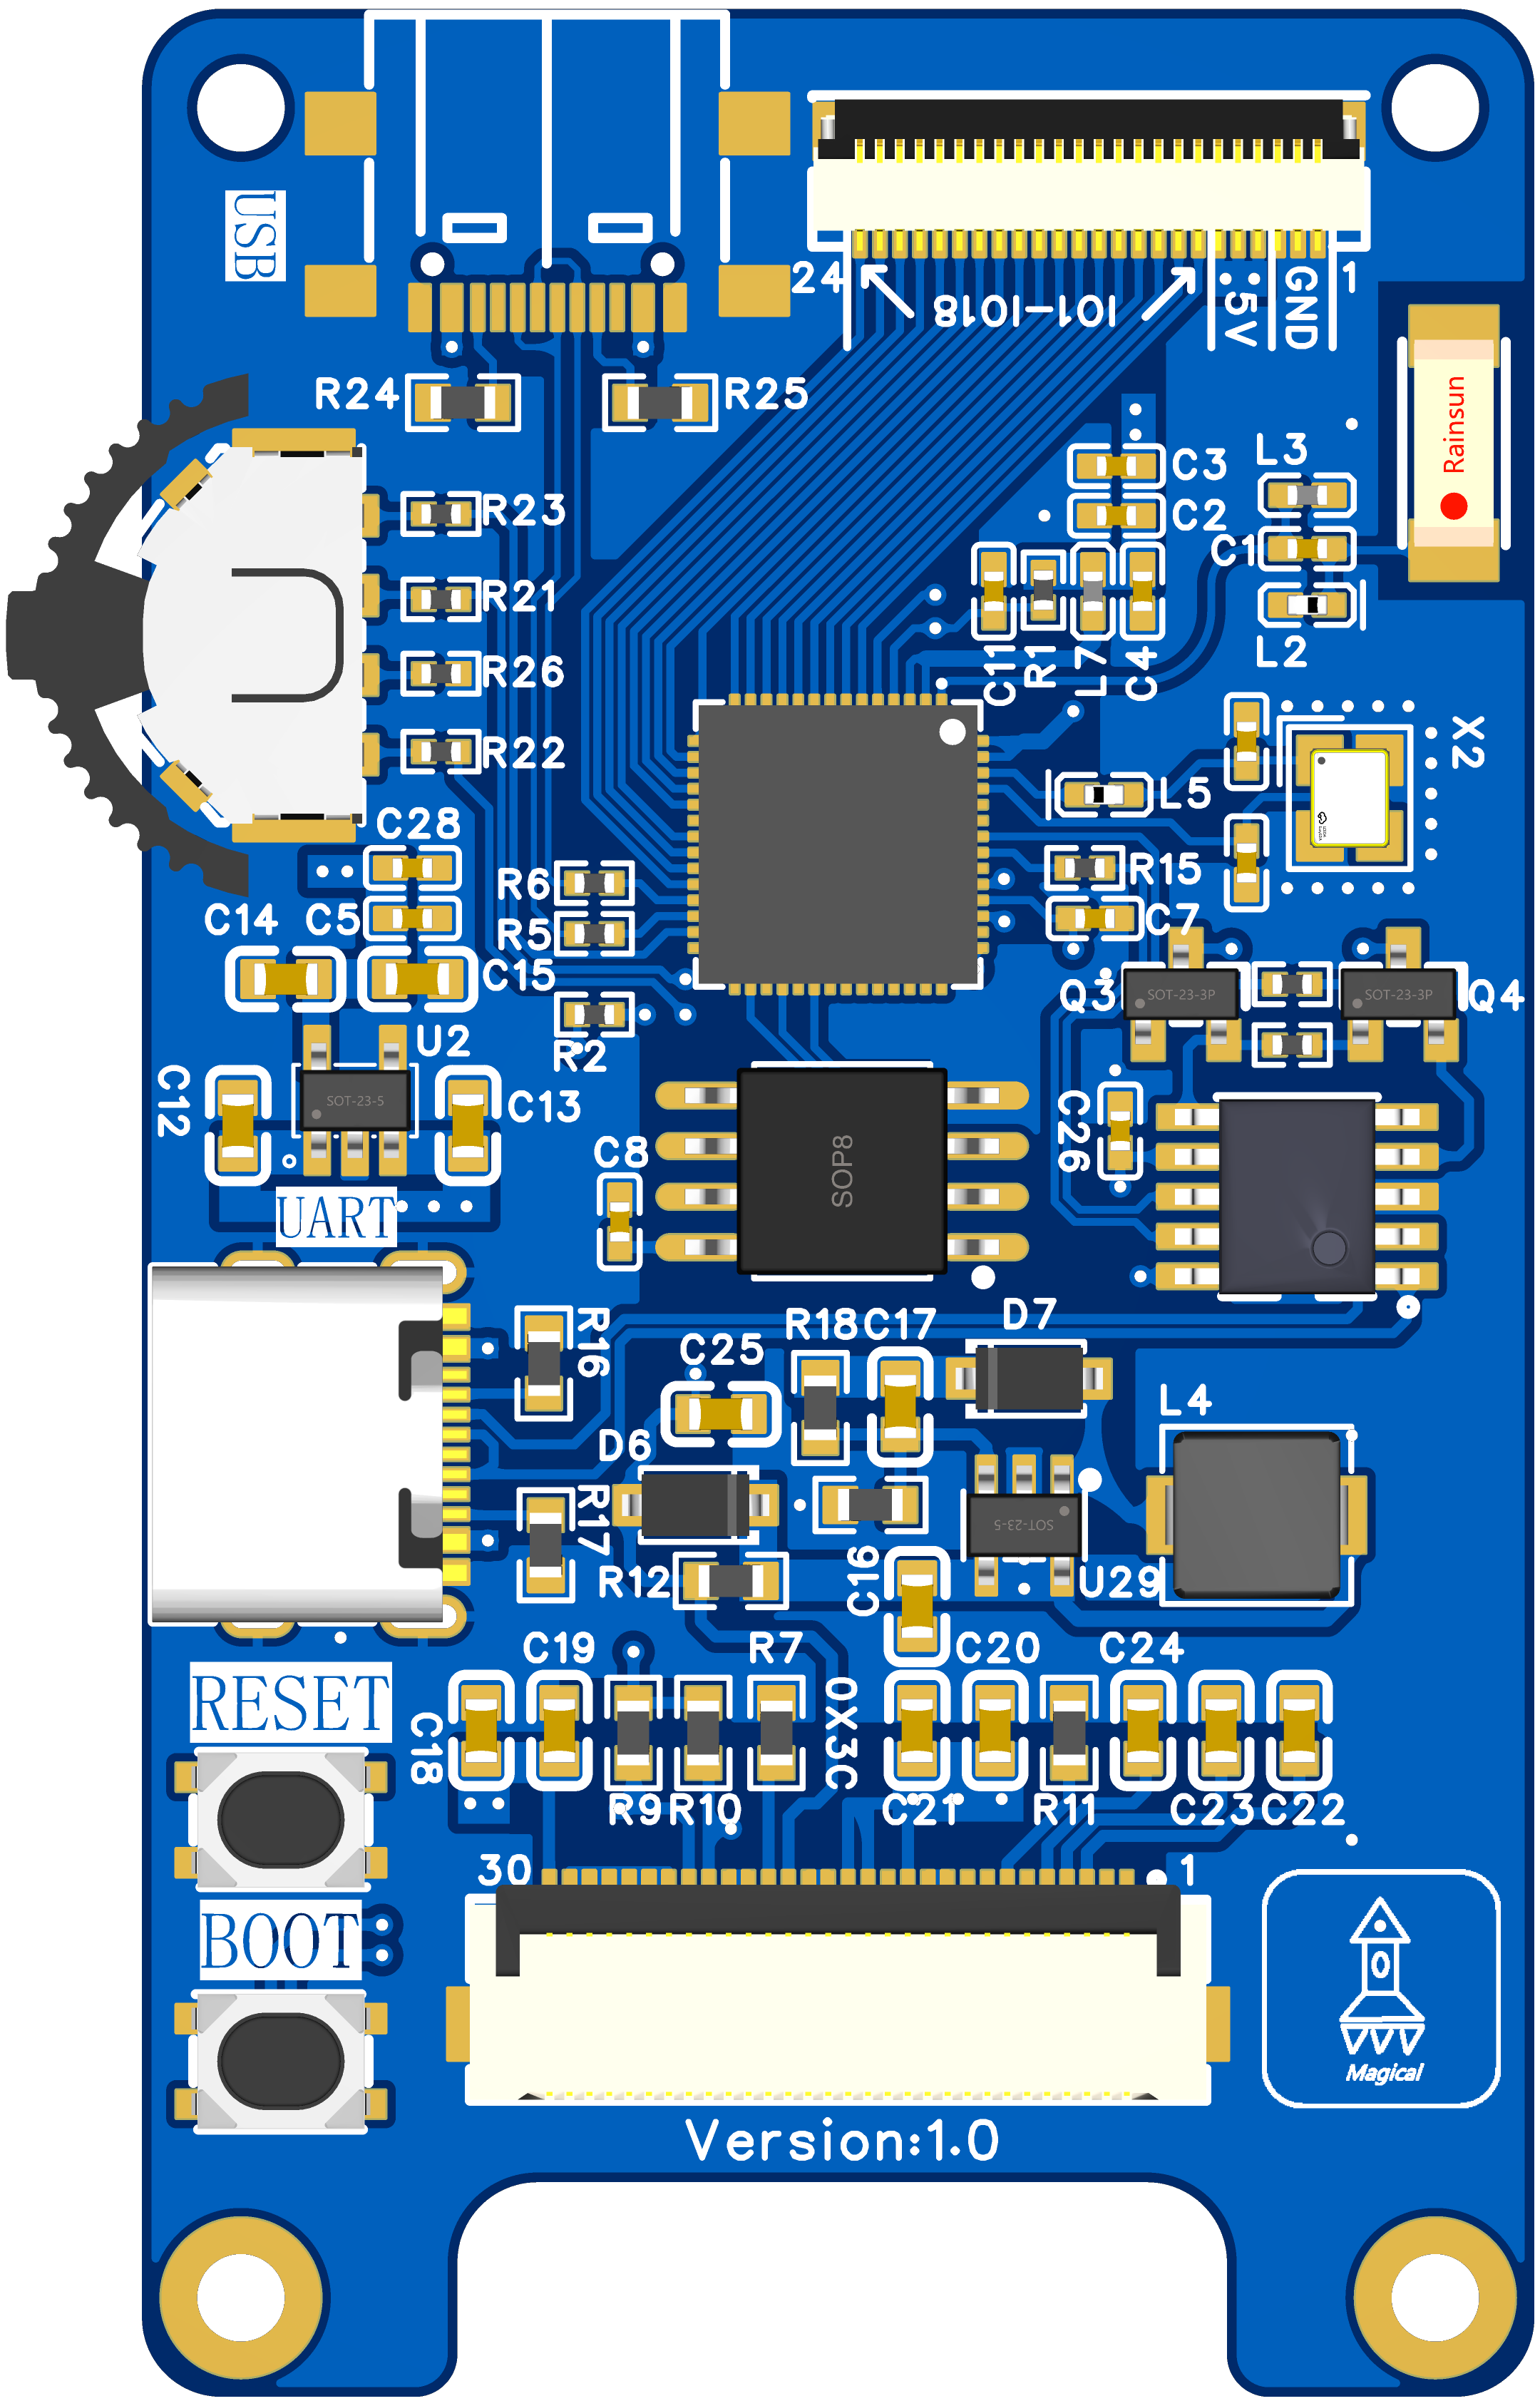 USB
24
IO1-IO18
:5V
GND
1
R24
R25
Rainsun
C3
C2
L3
C1
L2
R23
R21
R26
R22
C11
R1
L7
C4
X2
L5
C28
C14
C5
C15
R6
R5
R2
R15
C7
Q3
SOT-23-3P
SOT-23-3P
Q4
U2
C12
SOT-23-5
C13
C8
SOP8
C26
UART
R16
C25
R18
C17
D7
L4
D6
R17
R12
C16
SOT-23-5
U29
RESET
C18
C19
R9
R10
R7
0X3C
C21
C20
R11
C24
C23
C22
BOOT
30
1
Magical
Version:1.0